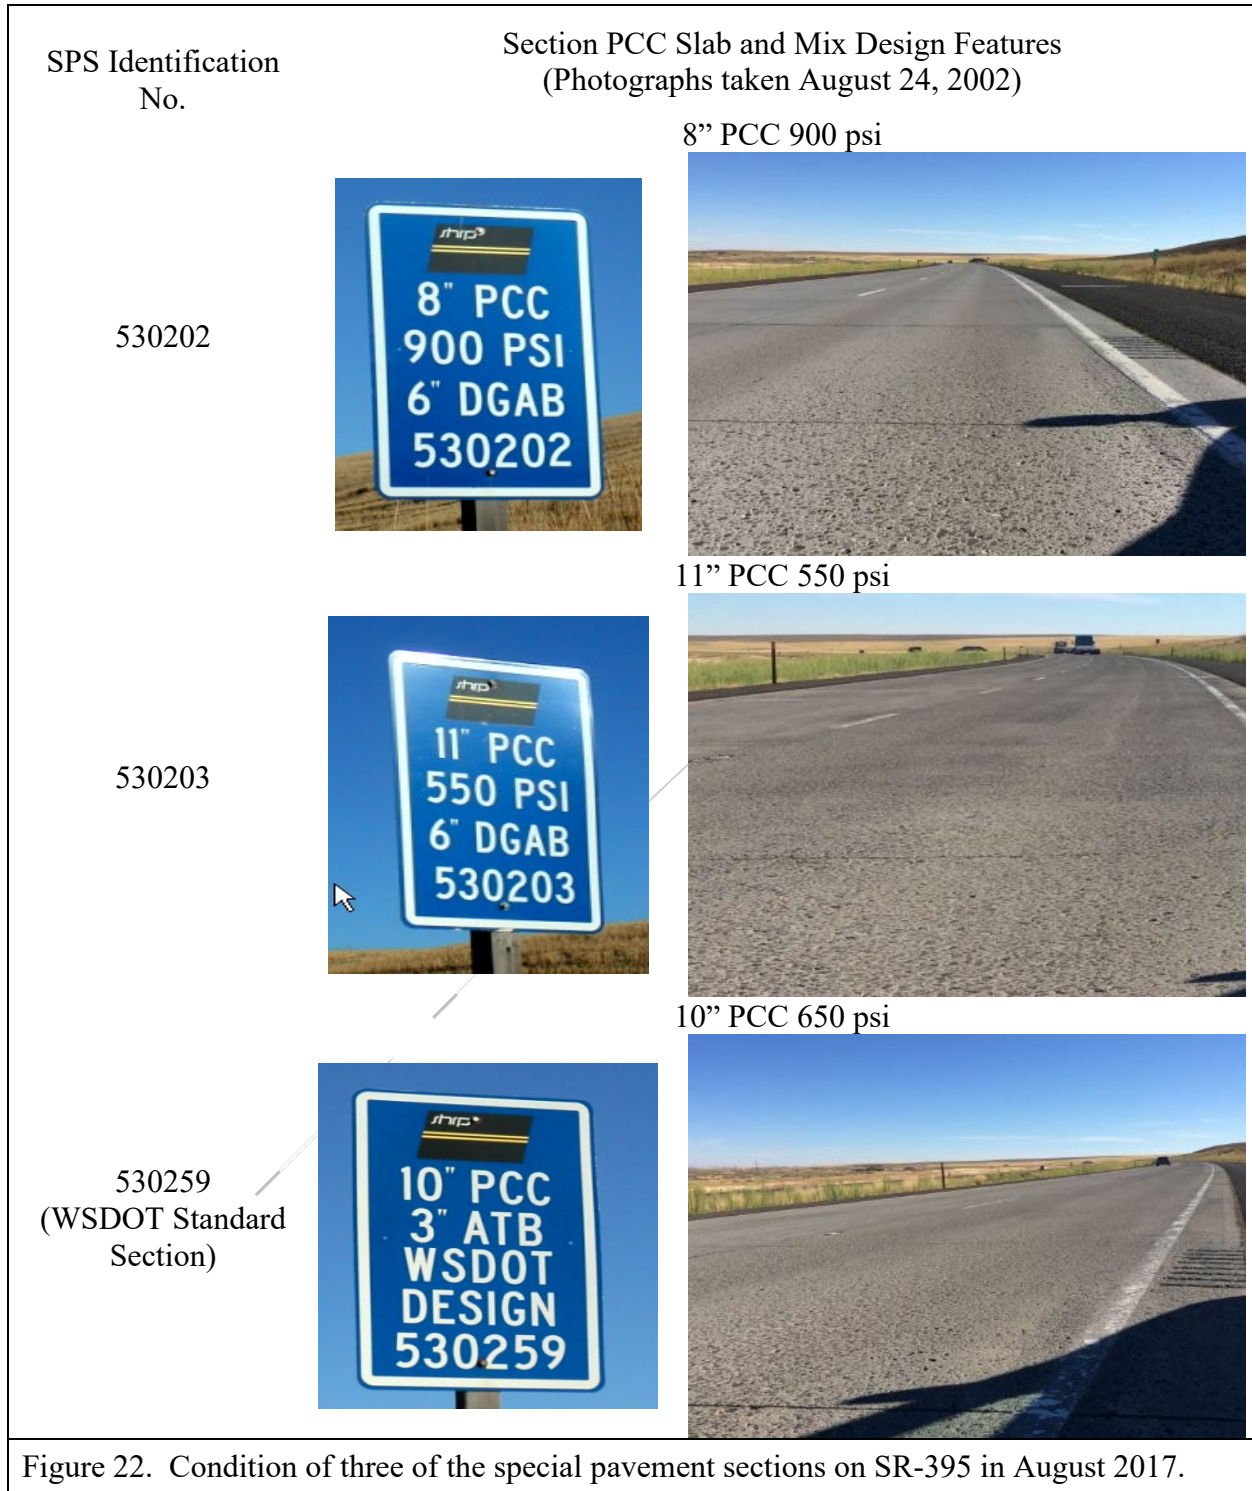 SPS Identification
No.
Section PCC Slab and Mix Design Features
(Photographs taken August 24, 2002)
8” PCC 900 psi
530202
shrp
8" PCC
900 PSI
6" DGAB
530202
11” PCC 550 psi
530203
shrp
11" PCC
550 PSI
6" DGAB
530203
10” PCC 650 psi
530259
(WSDOT Standard
Section)
shrp
10" PCC
3" ATB
WSDOT
DESIGN
530259
Figure 22.  Condition of three of the special pavement sections on SR-395 in August 2017.